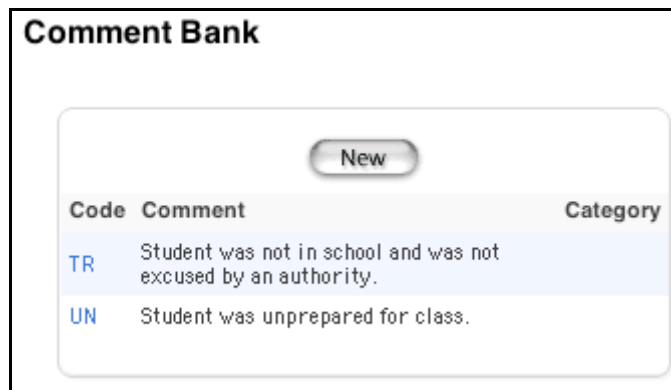 Comment Bank
New
Code Comment Category
TR Student was not in school and was not
excused by an authority.
UN Student was unprepared for class.